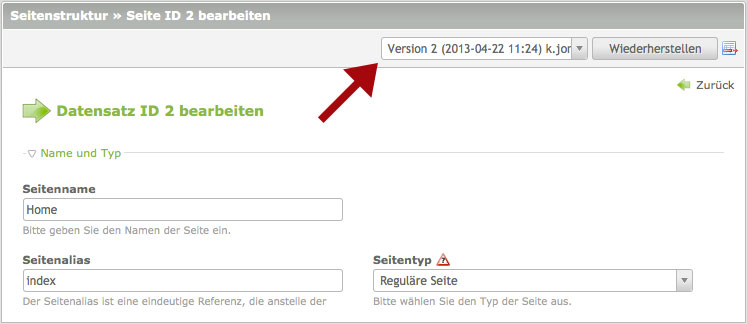 Seitenstruktur » Seite ID 2 bearbeiten
Version 2 (2013-04-22 11:24) k.jor Wiederherstellen
Zurück
Datensatz ID 2 bearbeiten
Name und Typ
Seitenname
Home
Bitte geben Sie den Namen der Seite ein.
Seitenalias Seitentyp
index Reguläre Seite
Der Seitenalias ist eine eindeutige Referenz, die anstelle der Bitte wählen Sie den Typ der Seite aus.